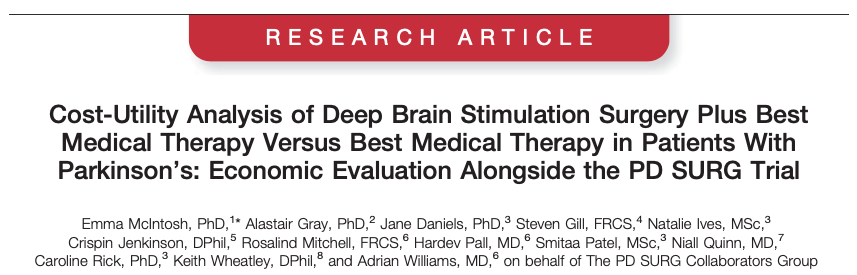 RESEARCH ARTICLE
Cost-Utility Analysis of Deep Brain Stimulation Surgery Plus Best
Medical Therapy Versus Best Medical Therapy in Patients With
Parkinson's: Economic Evaluation Alongside the PD SURG Trial
Emma McIntosh, PhD,1* Alastair Gray, PhD,2 Jane Daniels, PhD,3 Steven Gill, FRCS,4 Natalie Ives, MSc,3
Crispin Jenkinson, DPhil,5 Rosalind Mitchell, FRCS,6 Hardev Pall, MD,6 Smitaa Patel, MSc,3 Niall Quinn, MD,7
Caroline Rick, PhD,3 Keith Wheatley, DPhil,8 and Adrian Williams, MD,6 on behalf of The PD SURG Collaborators Group